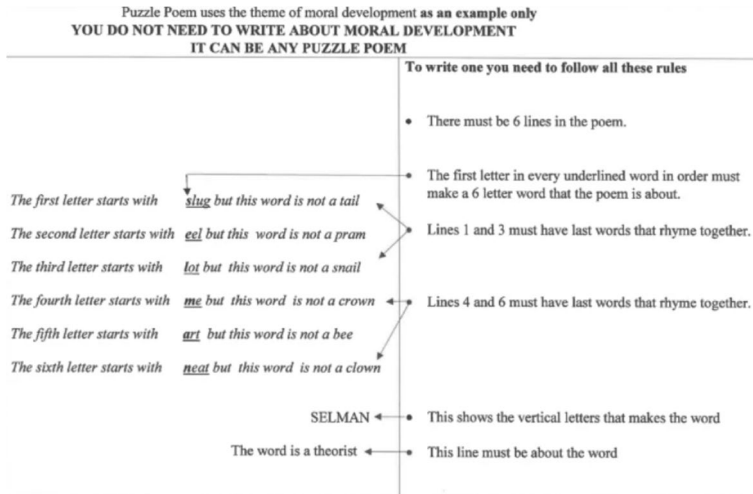 Puzzle Poem uses the theme of moral development as an example only
YOU DO NOT NEED TO WRITE ABOUT MORAL DEVELOPMENT
IT CAN BE ANY PUZZLE POEM
To write one you need to follow all these rules
• There must be 6 lines in the poem.
• The first letter in every underlined word in order must
make a 6 letter word that the poem is about.
The first letter starts with slug but this word is not a tail
The second letter starts with eel but this word is not a pram
• Lines 1 and 3 must have last words that rhyme together.
The third letter starts with lot but this word is not a snail
The fourth letter starts with me but this word is not a crown
• Lines 4 and 6 must have last words that rhyme together.
The fifth letter starts with art but this word is not a bee
The sixth letter starts with neat but this word is not a clown
SELMAN
• This shows the vertical letters that makes the word
The word is a theorist
• This line must be about the word